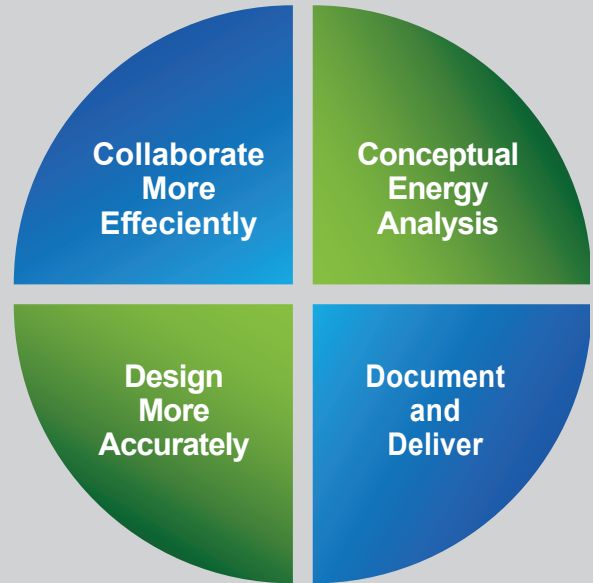 Collaborate
More
Effeciently
Conceptual
Energy
Analysis
Design
More
Accurately
Document
and
Deliver